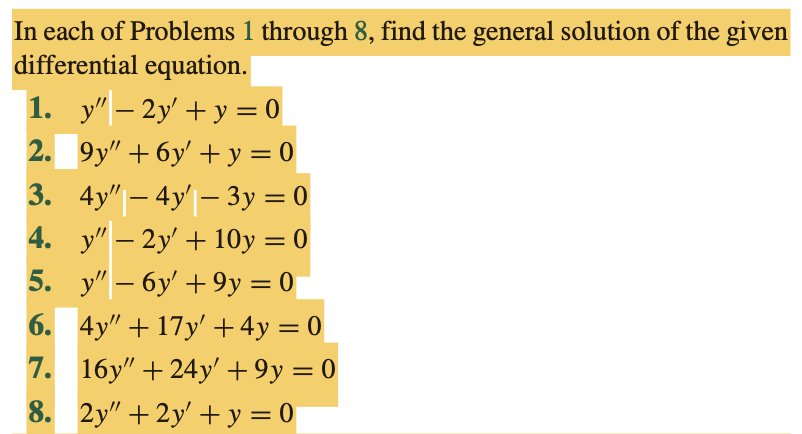 In each of Problems 1 through 8, find the general solution of the given
differential equation.
1. y″ − 2y′ + y = 0
2. 9y″ + 6y′ + y = 0
3. 4y″ − 4y′ − 3y = 0
4. y″ − 2y′ + 10y = 0
5. y″ − 6y′ + 9y = 0
6. 4y″ + 17y′ + 4y = 0
7. 16y″ + 24y′ + 9y = 0
8. 2y″ + 2y′ + y = 0